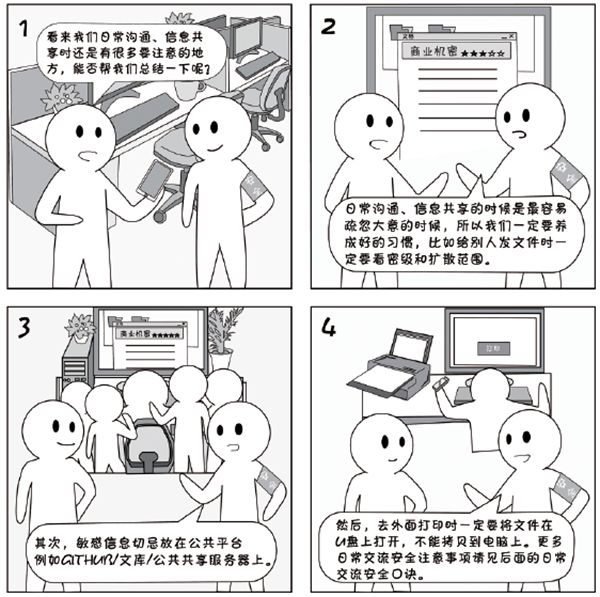 1
看来我们日常沟通、信息共
享时还是有很多要注意的地
方，能否帮我们总结一下呢？
2
文档
商业机密★★★☆☆
日常沟通、信息共享的时候是最容易
疏忽大意的时候，所以我们一定要养
成好的习惯，比如给别人发文件时一
定要看密级和扩散范围。
3
商业机密★★★★★
其次，敏感信息切忌放在公共平台
例如GITHUB/文库/公共共享服务器上。
4
打印
然后，去外面打印时一定要将文件在
U盘上打开，不能拷贝到电脑上。更多
日常交流安全注意事项请见后面的日常
交流安全口诀。